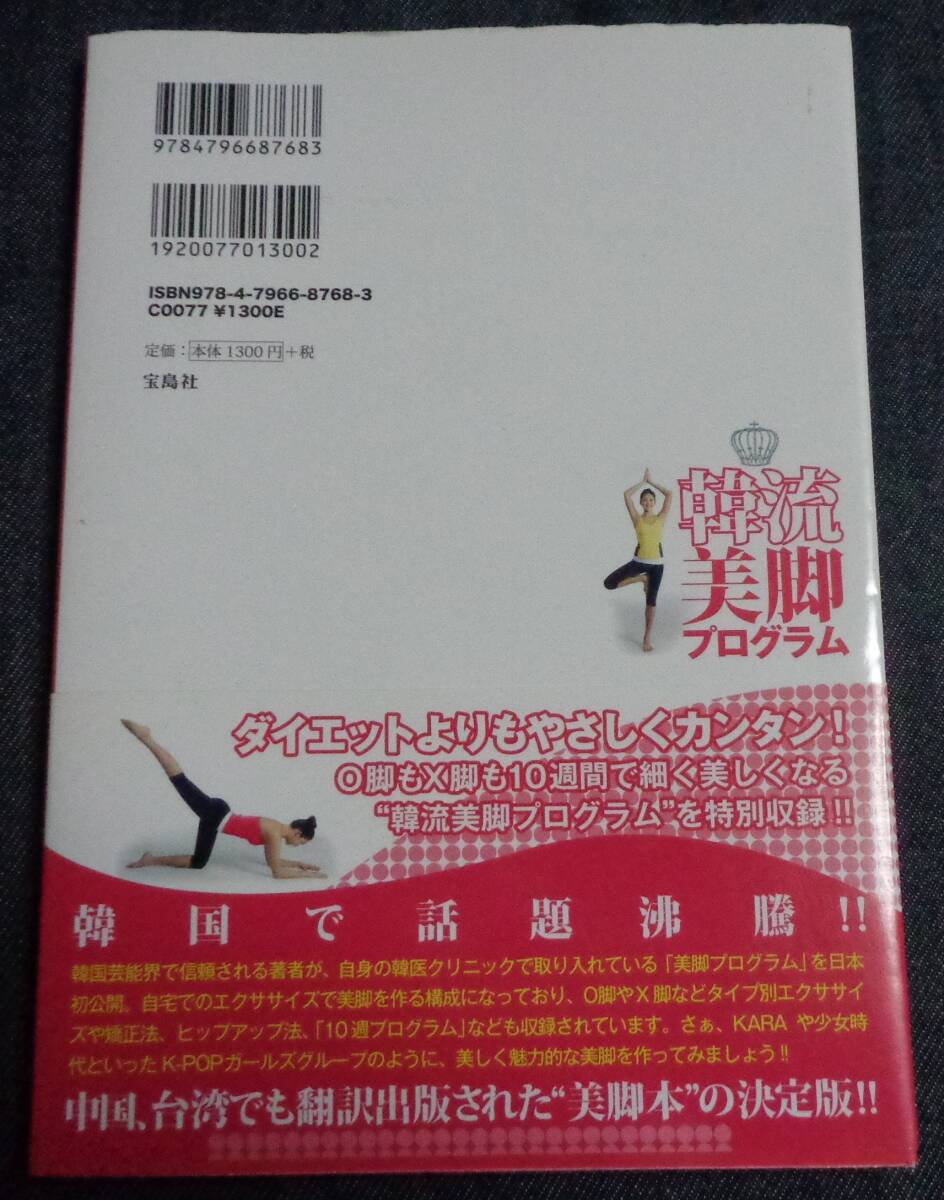 9784796687683
1920077013002
ISBN978-4-7966-8768-3
C0077 ¥1300E
定価：本体 1300円＋税
宝島社
韓流
美脚
プログラム
ダイエットよりもやさしくカンタン！
O脚もX脚も10週間で細く美しくなる
“韓流美脚プログラム”を特別収録!!
韓国で話題沸騰!!
韓国芸能界で信頼される著者が、自身の韓医クリニックで取り入れている「美脚プログラム」を日本
初公開。自宅でのエクササイズで美脚を作る構成になっており、O脚やX脚などタイプ別エクササイ
ズや矯正法、ヒップアップ法、「10週プログラム」なども収録されています。さぁ、KARAや少女時
代といったK-POPガールズグループのように、美しく魅力的な美脚を作ってみましょう!!
中国、台湾でも翻訳出版された“美脚本”の決定版!!